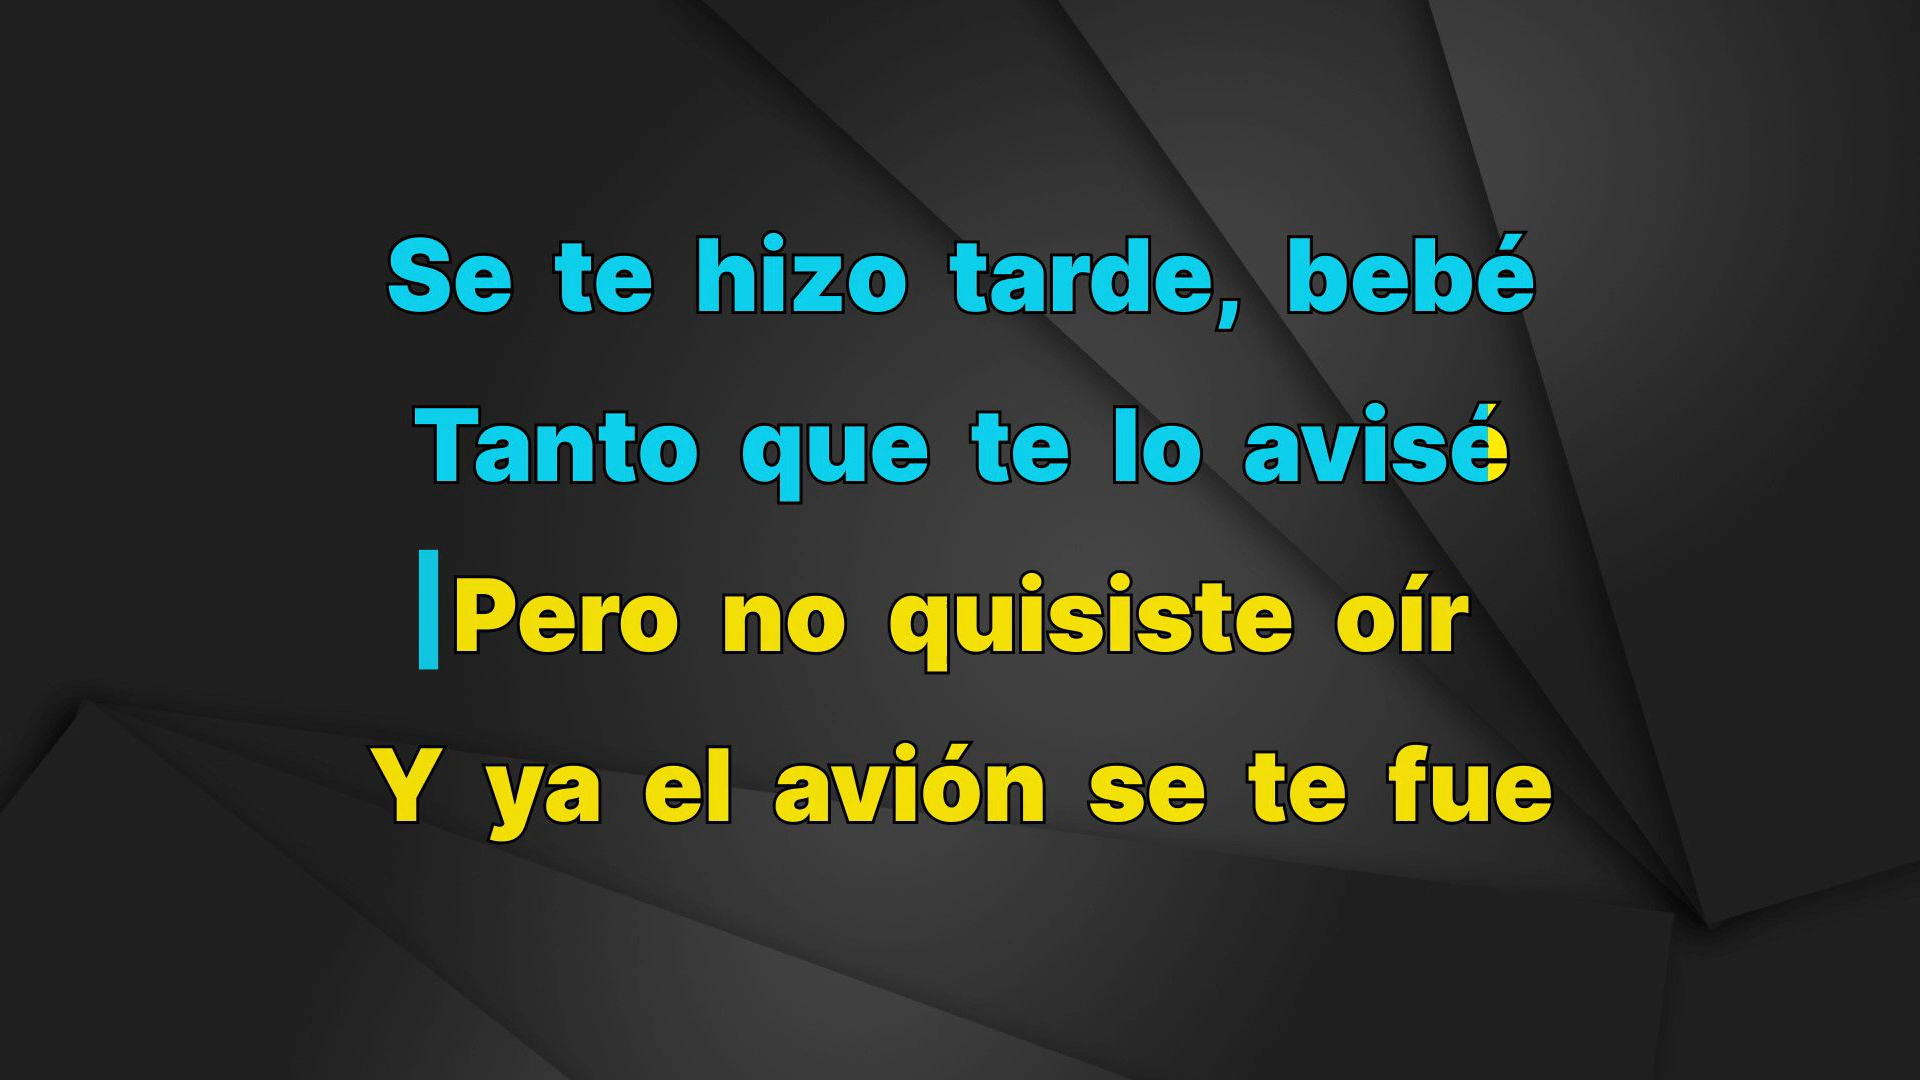 Se te hizo tarde, bebé
Tanto que te lo avisé
Pero no quisiste oír
Y ya el avión se te fue